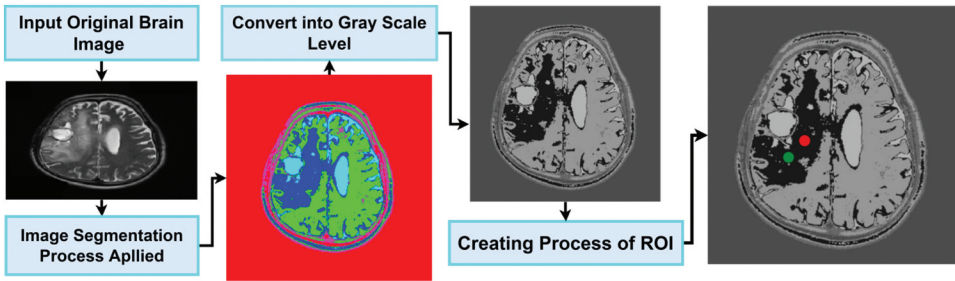 Input Original Brain
Image
Image Segmentation
Process Apllied
Convert into Gray Scale
Level
Creating Process of ROI